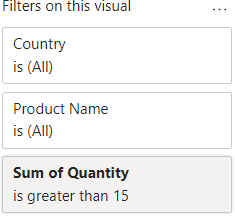 Filters on this visual ...
Country
is (All)
Product Name
is (All)
Sum of Quantity
is greater than 15